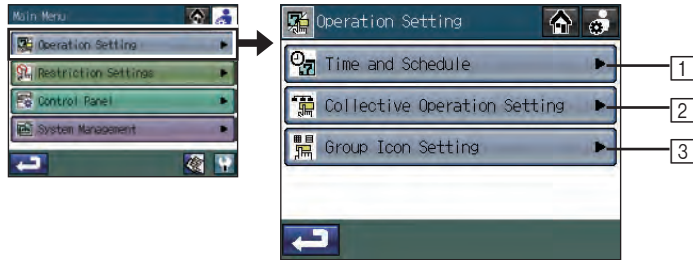 Main Menu
Operation Setting
Restriction Settings
Control Panel
System Management
Operation Setting
Time and Schedule
Collective Operation Setting
Group Icon Setting
1
2
3